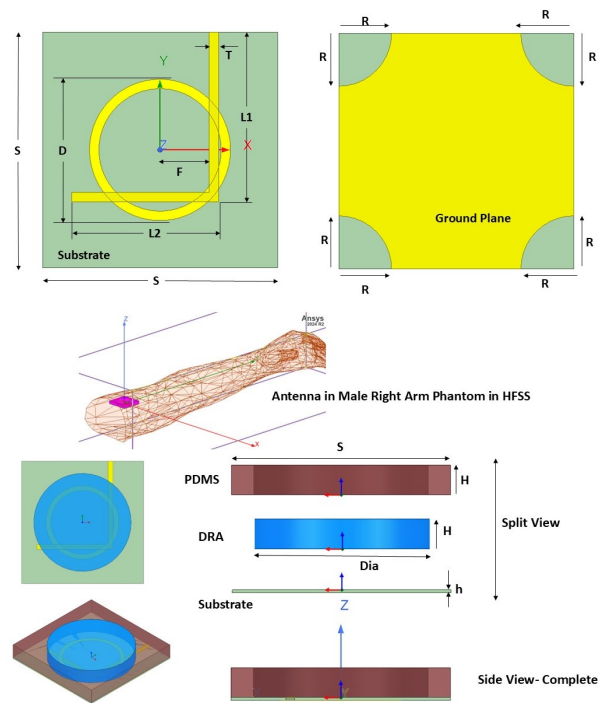 T
R
R
Y
R
R
L1
S
D
Z
X
F
Ground Plane
R
R
L2
Substrate
R
R
S
Z
Ansys
2024 R2
Antenna in Male Right Arm Phantom in HFSS
X
S
PDMS
H
Split View
DRA
H
Dia
h
Substrate
Z
Side View- Complete